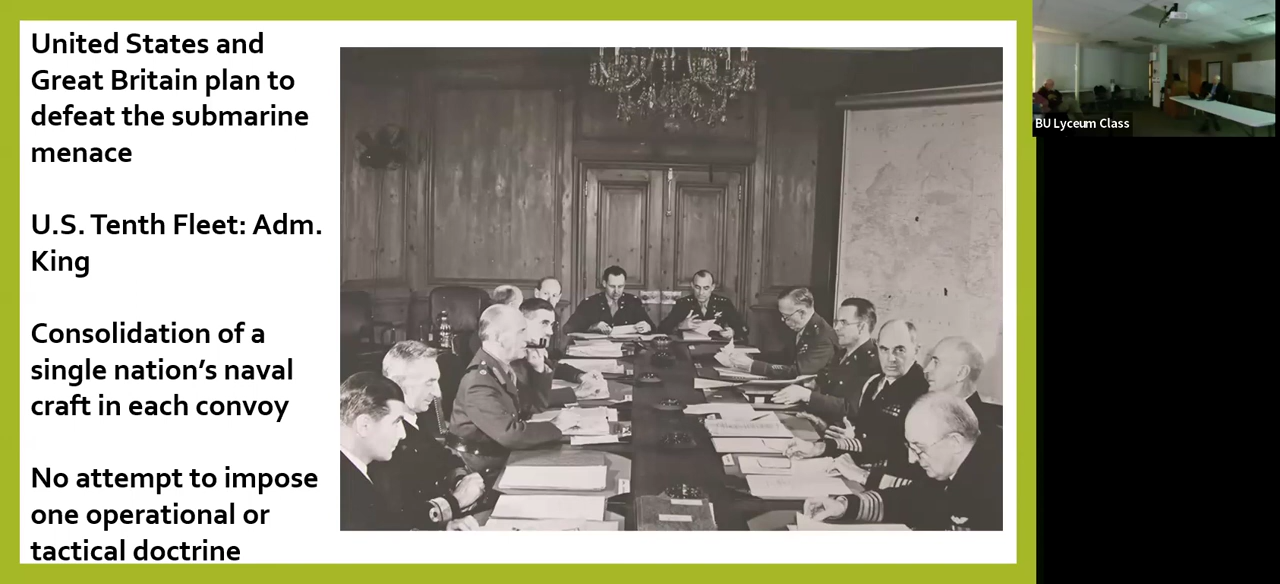 United States and
Great Britain plan to
defeat the submarine
menace
U.S. Tenth Fleet: Adm.
King
Consolidation of a
single nation's naval
craft in each convoy
No attempt to impose
one operational or
tactical doctrine
BU Lyceum Class